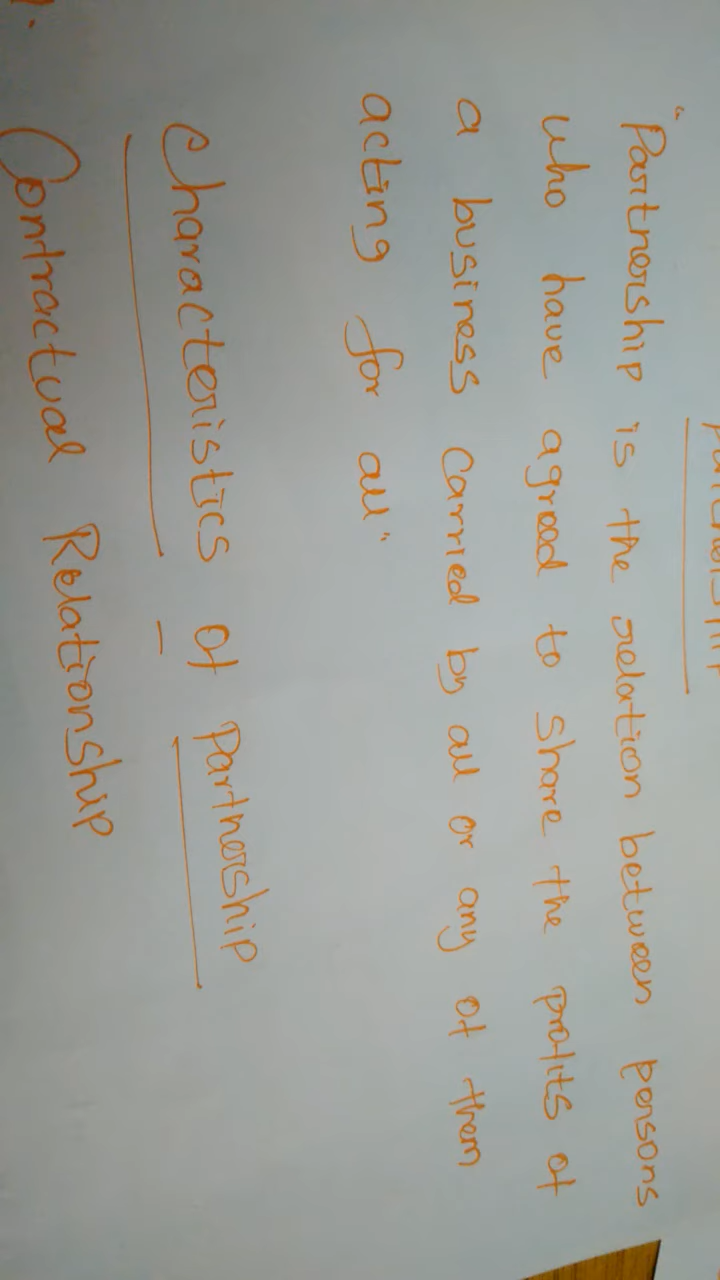 "Partnership is the relation between persons
who have agreed to share the profits of
a business carried by all or any of them
acting for all"
Characteristics of Partnership
1. Contractual Relationship